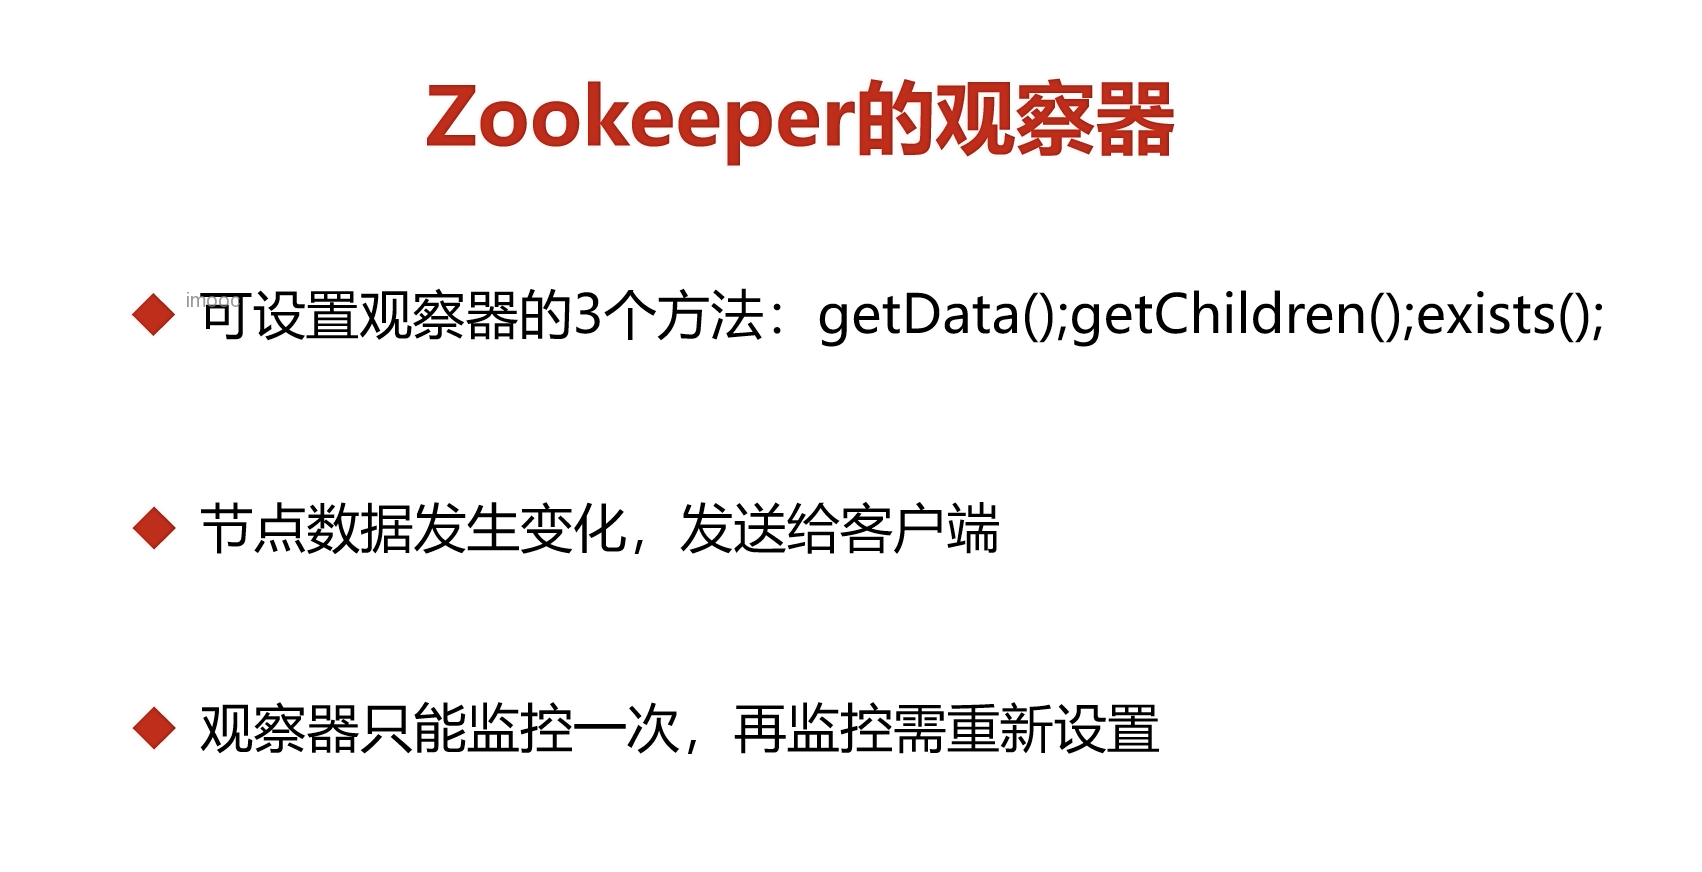 Zookeeper的观察器
imooc
可设置观察器的3个方法：getData();getChildren();exists();
节点数据发生变化，发送给客户端
观察器只能监控一次，再监控需重新设置